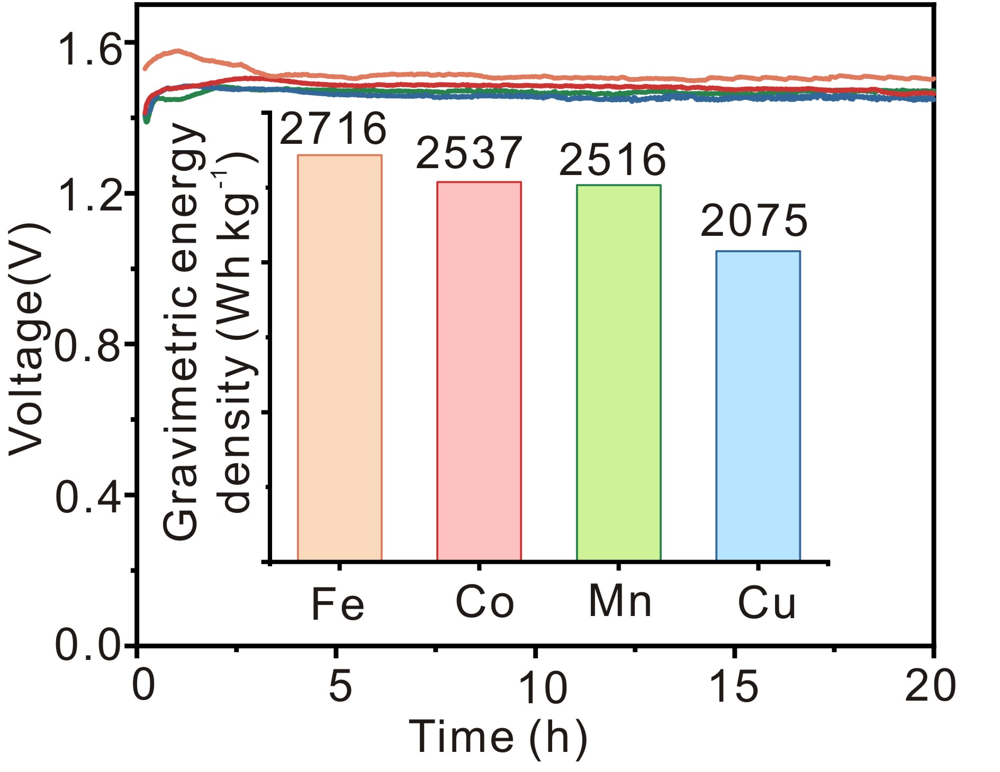 1.6
1.2
0.8
0.4
0.0
Voltage(V)
0
5
10
15
20
Time (h)
Gravimetric energy
density (Wh kg⁻¹)
2716
2537
2516
2075
Fe
Co
Mn
Cu